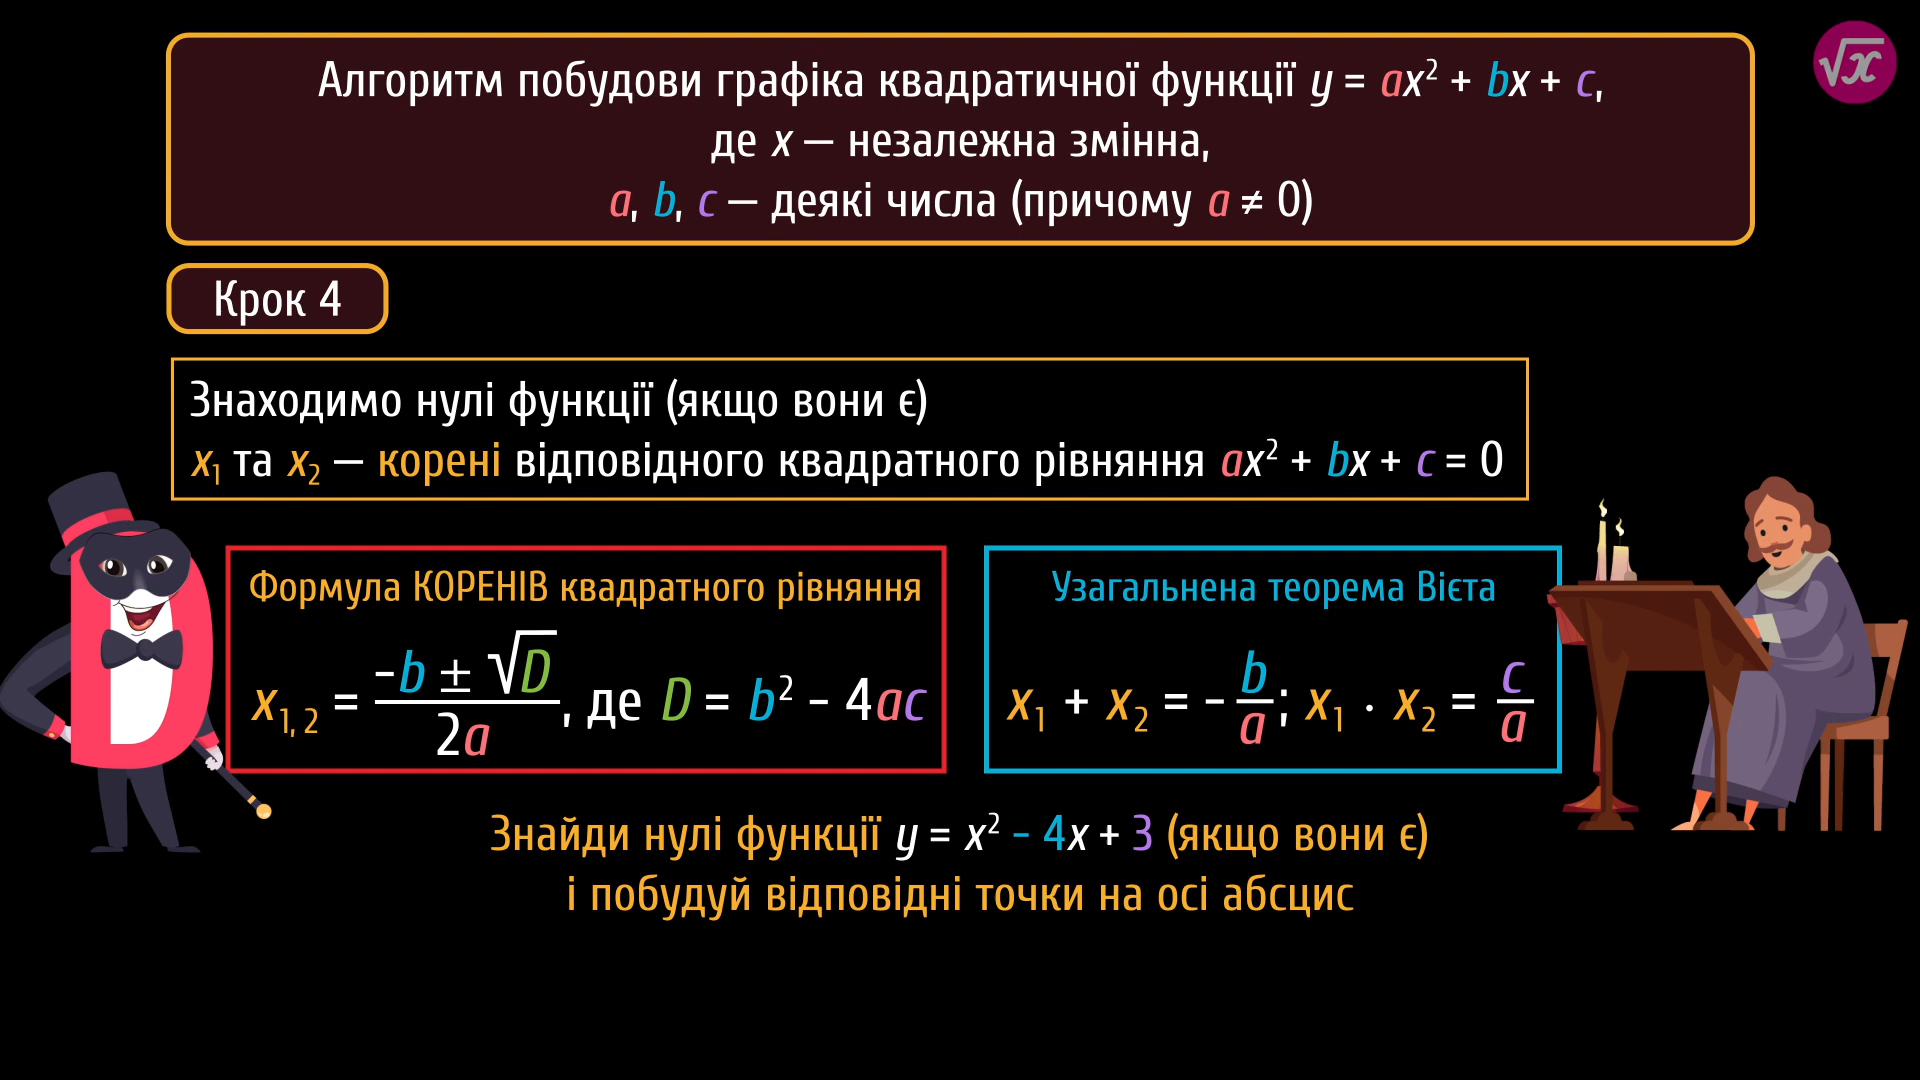 √x
Алгоритм побудови графіка квадратичної функції y = ax² + bx + c,
де x — незалежна змінна,
a, b, c — деякі числа (причому a ≠ 0)
Крок 4
Знаходимо нулі функції (якщо вони є)
x₁ та x₂ — корені відповідного квадратного рівняння ax² + bx + c = 0
Формула КОРЕНІВ квадратного рівняння
x₁,₂ = (-b ± √D)/(2a), де D = b² - 4ac
Узагальнена теорема Вієта
x₁ + x₂ = - b/a; x₁ · x₂ = c/a
Знайди нулі функції y = x² - 4x + 3 (якщо вони є)
і побудуй відповідні точки на осі абсцис